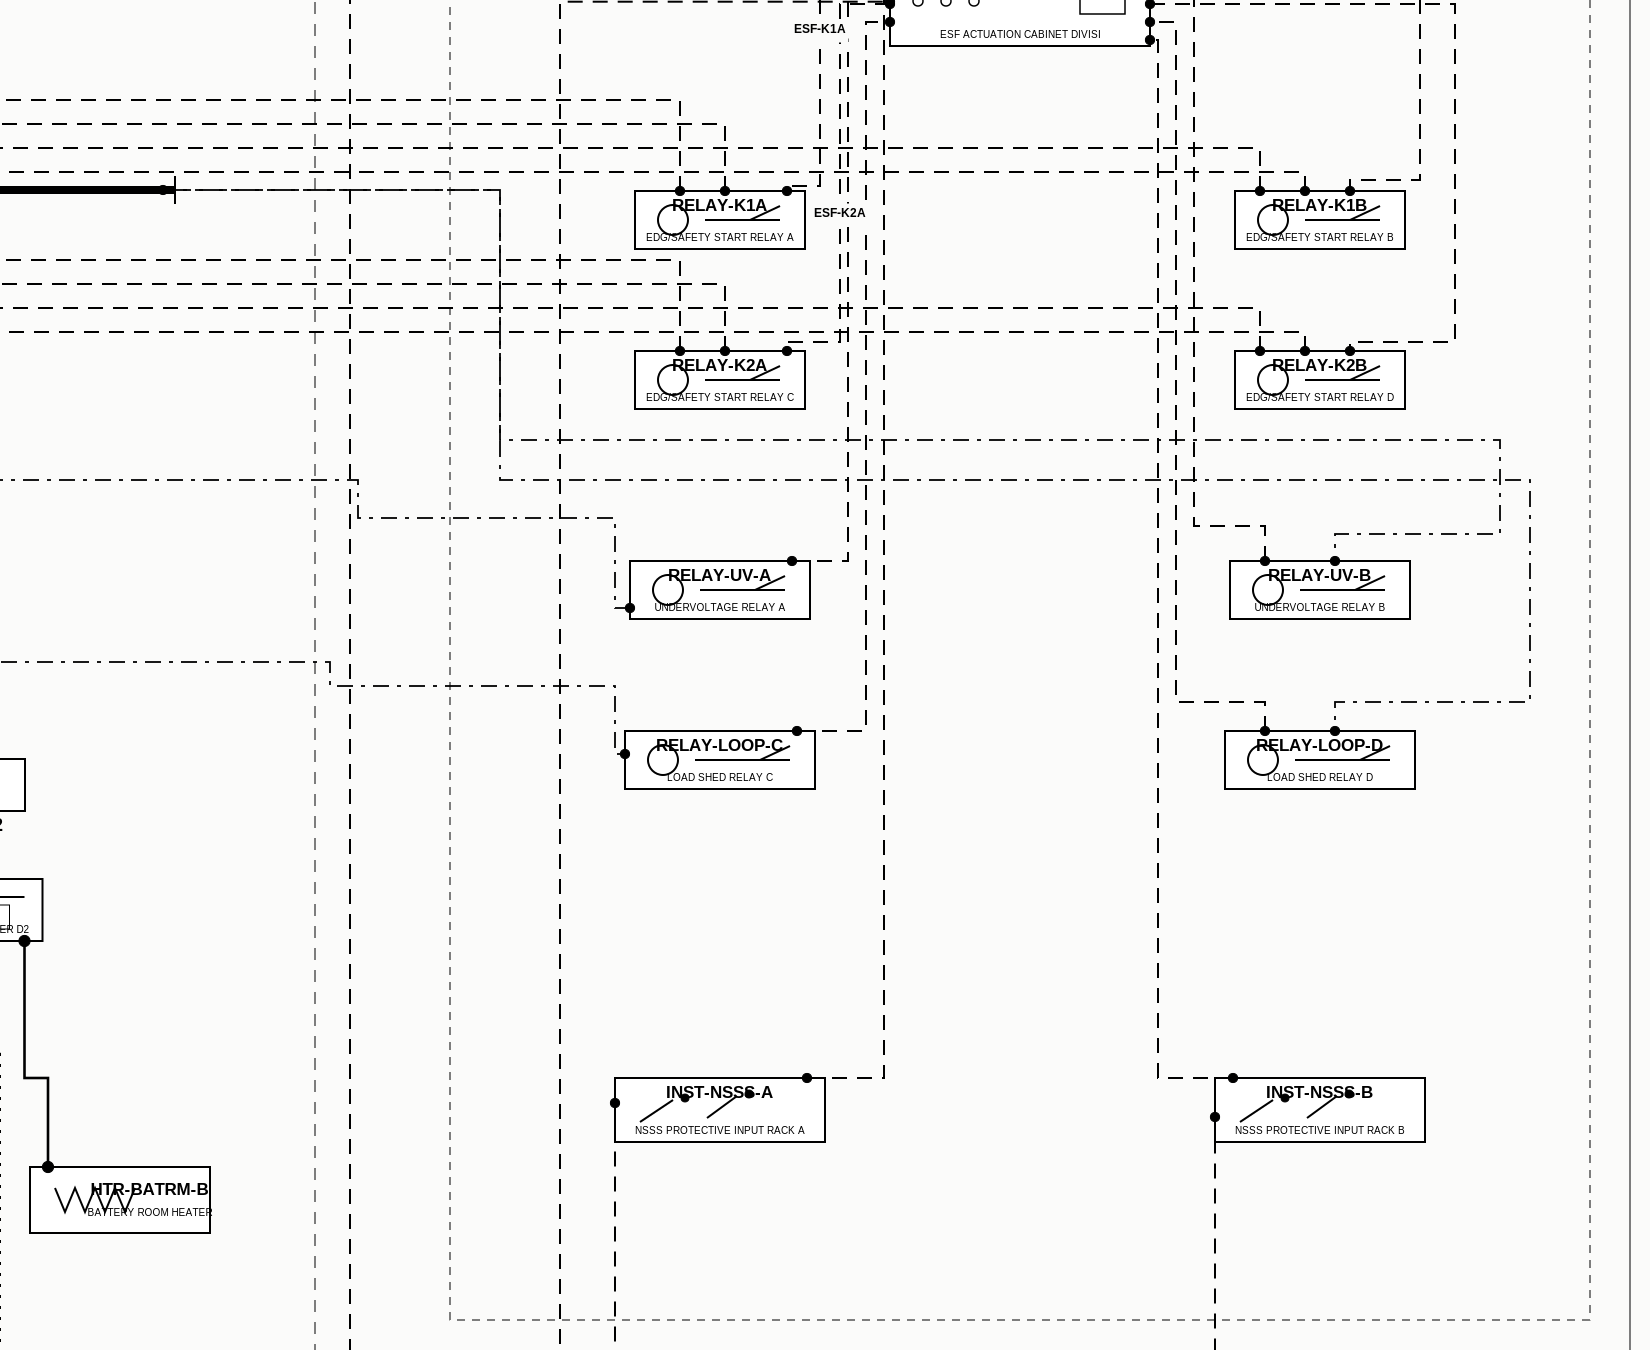 ESF-K1A
ESF ACTUATION CABINET DIVISI
RELAY-K1A
EDG/SAFETY START RELAY A
ESF-K2A
RELAY-K1B
EDG/SAFETY START RELAY B
RELAY-K2A
EDG/SAFETY START RELAY C
RELAY-K2B
EDG/SAFETY START RELAY D
RELAY-UV-A
UNDERVOLTAGE RELAY A
RELAY-UV-B
UNDERVOLTAGE RELAY B
RELAY-LOOP-C
LOAD SHED RELAY C
RELAY-LOOP-D
LOAD SHED RELAY D
2
ER D2
INST-NSSS-A
NSSS PROTECTIVE INPUT RACK A
INST-NSSS-B
NSSS PROTECTIVE INPUT RACK B
HTR-BATRM-B
BATTERY ROOM HEATER